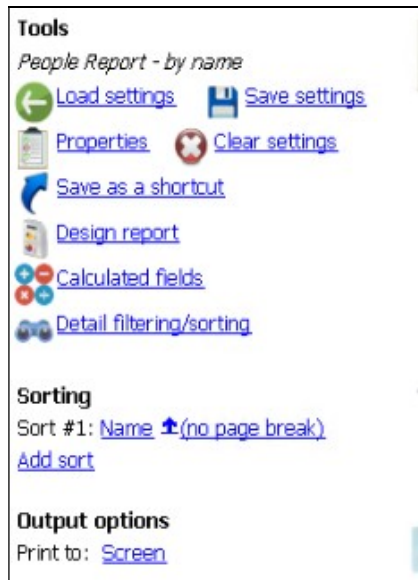 Tools
People Report - by name
Load settings Save settings
Properties Clear settings
Save as a shortcut
Design report
Calculated fields
Detail filtering/sorting
Sorting
Sort #1: Name (no page break)
Add sort
Output options
Print to: Screen